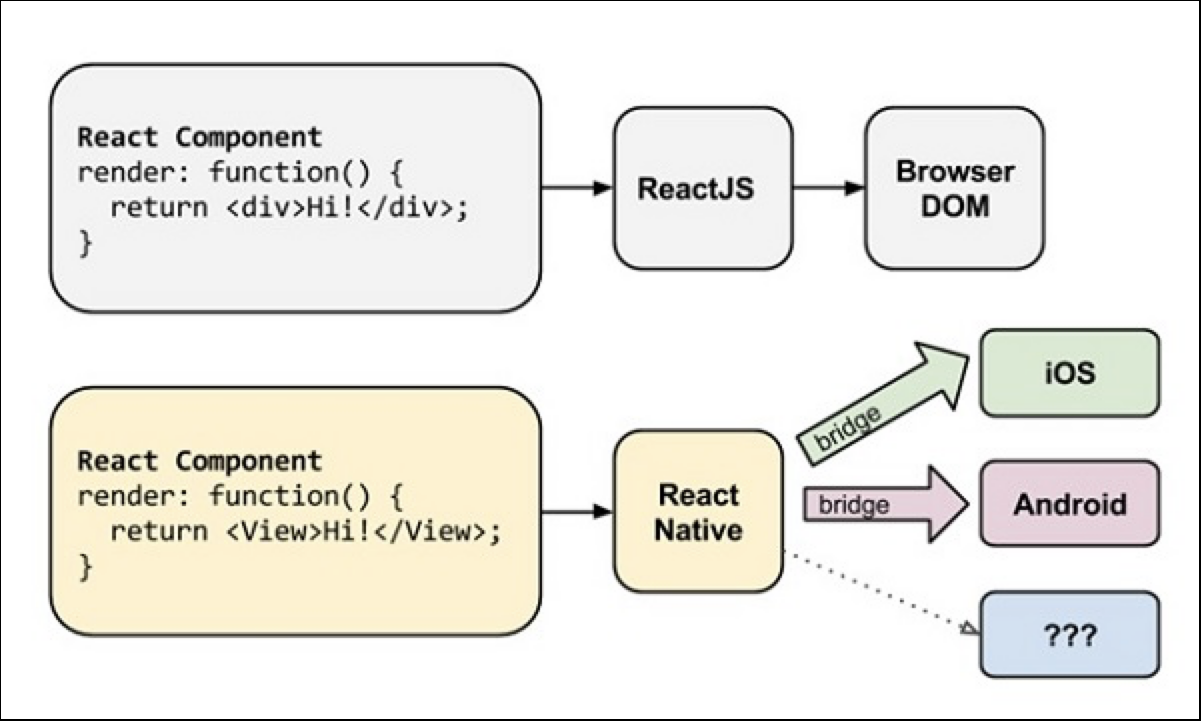 React Component
render: function() {
  return <div>Hi!</div>;
}
ReactJS
Browser
DOM
React Component
render: function() {
  return <View>Hi!</View>;
}
React
Native
bridge
iOS
bridge
Android
???